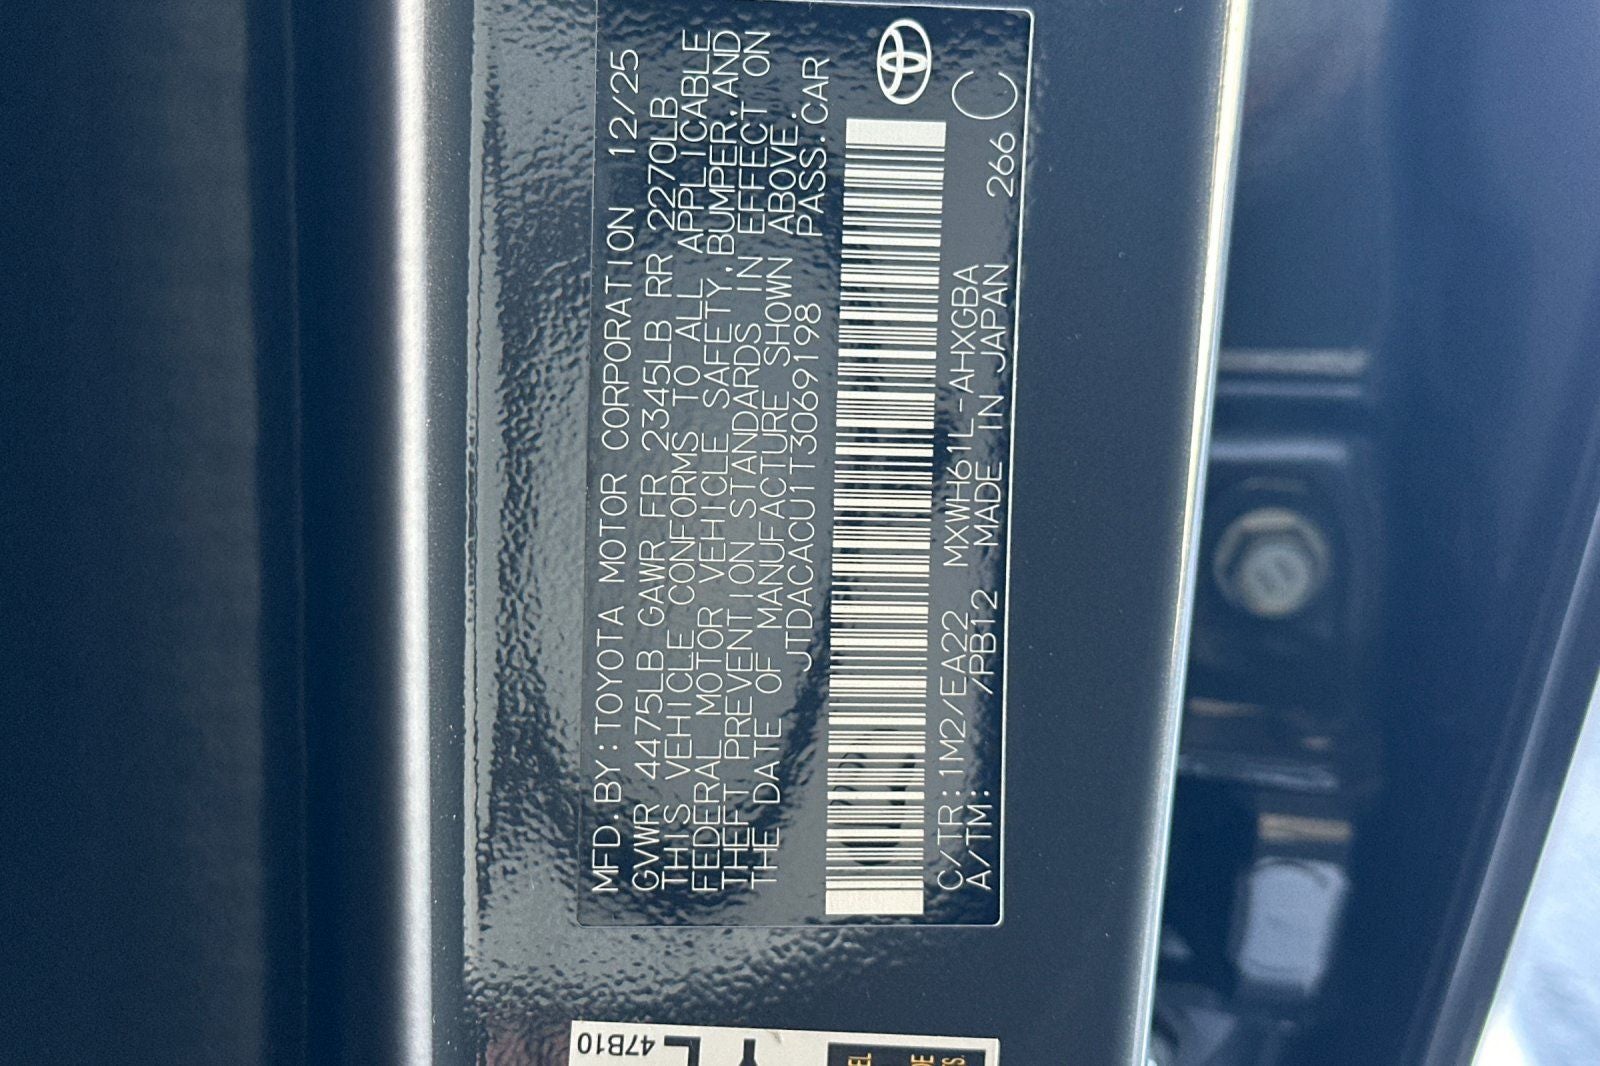 MFD.BY:TOYOTA MOTOR CORPORATION 12/25
GVWR 4475LB GAWR FR 2345LB RR 2270LB
THIS VEHICLE CONFORMS TO ALL APPLICABLE
FEDERAL MOTOR VEHICLE SAFETY,BUMPER,AND
THEFT PREVENTION STANDARDS IN EFFECT ON
THE DATE OF MANUFACTURE SHOWN ABOVE.
JTDACACU1T3069198 PASS.CAR
C/TR:1M2/EA22 MXWH61L-AHXGBA 266
A/TM: /PB12 MADE IN JAPAN C
47B10